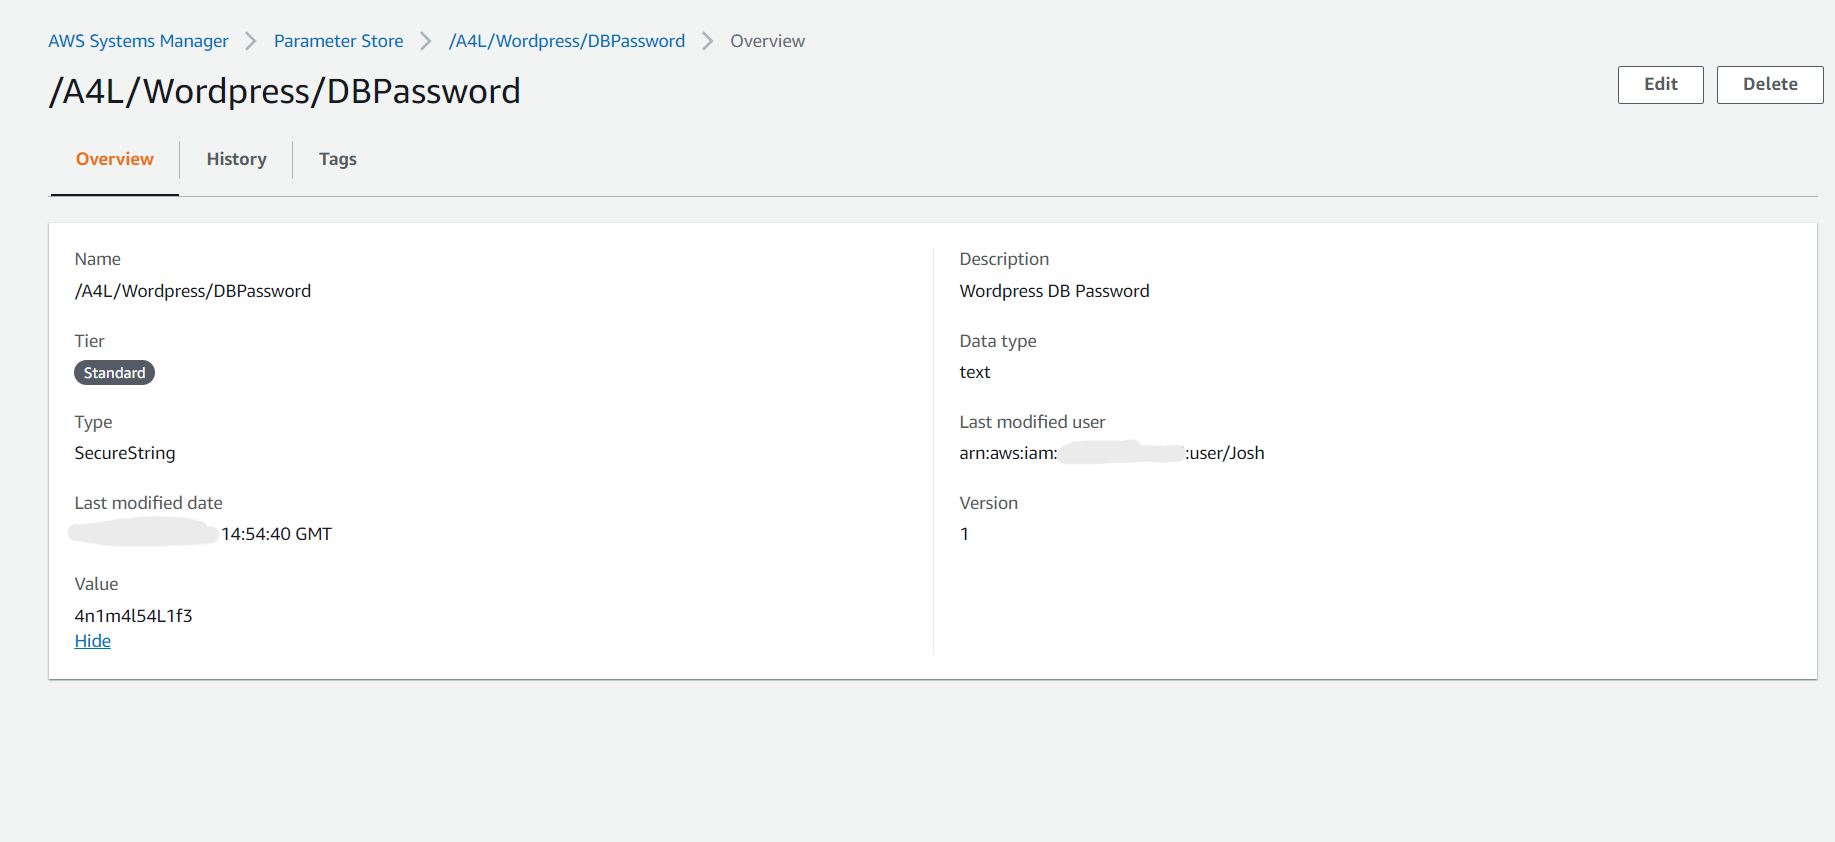 AWS Systems Manager > Parameter Store > /A4L/Wordpress/DBPassword > Overview
/A4L/Wordpress/DBPassword
Edit
Delete
Overview
History
Tags
Name
/A4L/Wordpress/DBPassword
Tier
Standard
Type
SecureString
Last modified date
14:54:40 GMT
Value
4n1m4l54L1f3
Hide
Description
Wordpress DB Password
Data type
text
Last modified user
arn:aws:iam: :user/Josh
Version
1